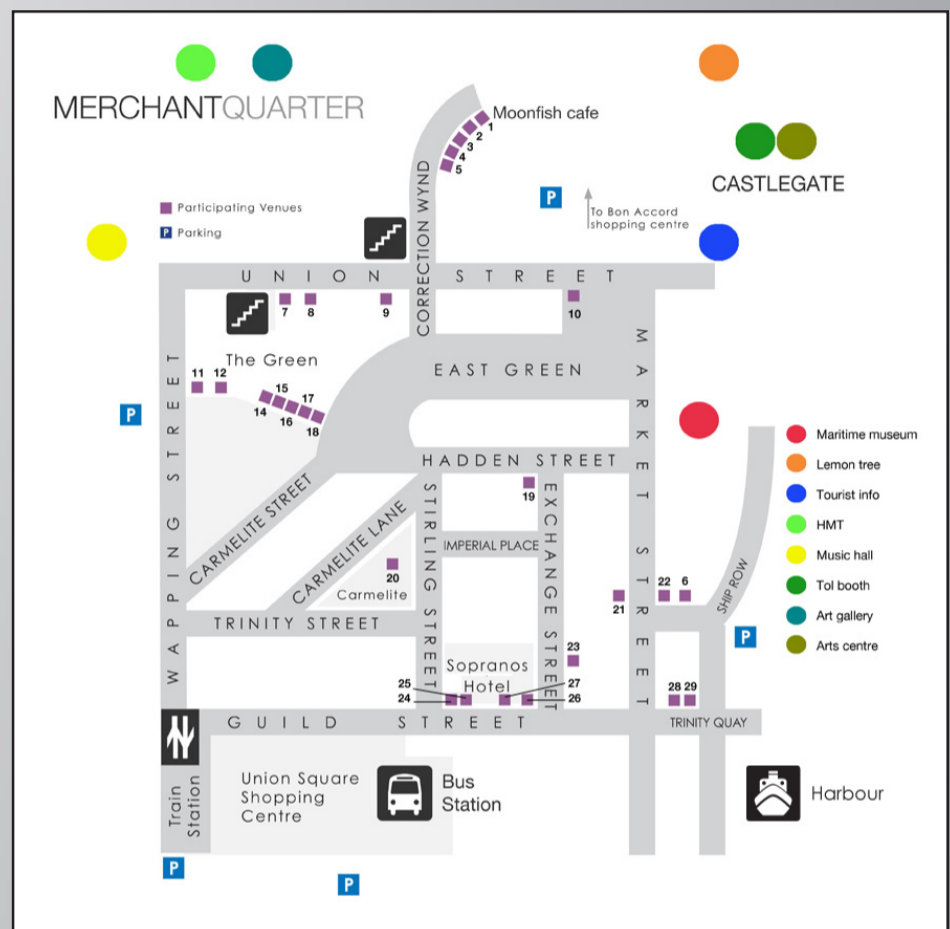 MERCHANTQUARTER
Moonfish cafe
1
2
3
4
5
CASTLEGATE
Participating Venues
P Parking
P
To Bon Accord
shopping centre
CORRECTION WYND
UNION STREET
7
8
9
10
The Green
EAST GREEN
11
12
15
17
14
16
18
P
WAPPING STREET
MARKET STREET
HADDEN STREET
19
CARMELITE STREET
CARMELITE LANE
STIRLING STREET
EXCHANGE STREET
IMPERIAL PLACE
20
Carmelite
TRINITY STREET
21
22
6
SHIP ROW
P
Maritime museum
Lemon tree
Tourist info
HMT
Music hall
Tol booth
Art gallery
Arts centre
23
Sopranos
Hotel
25
24
27
26
28
29
GUILD STREET
TRINITY QUAY
Train
Station
Union Square
Shopping
Centre
Bus
Station
Harbour
P
P